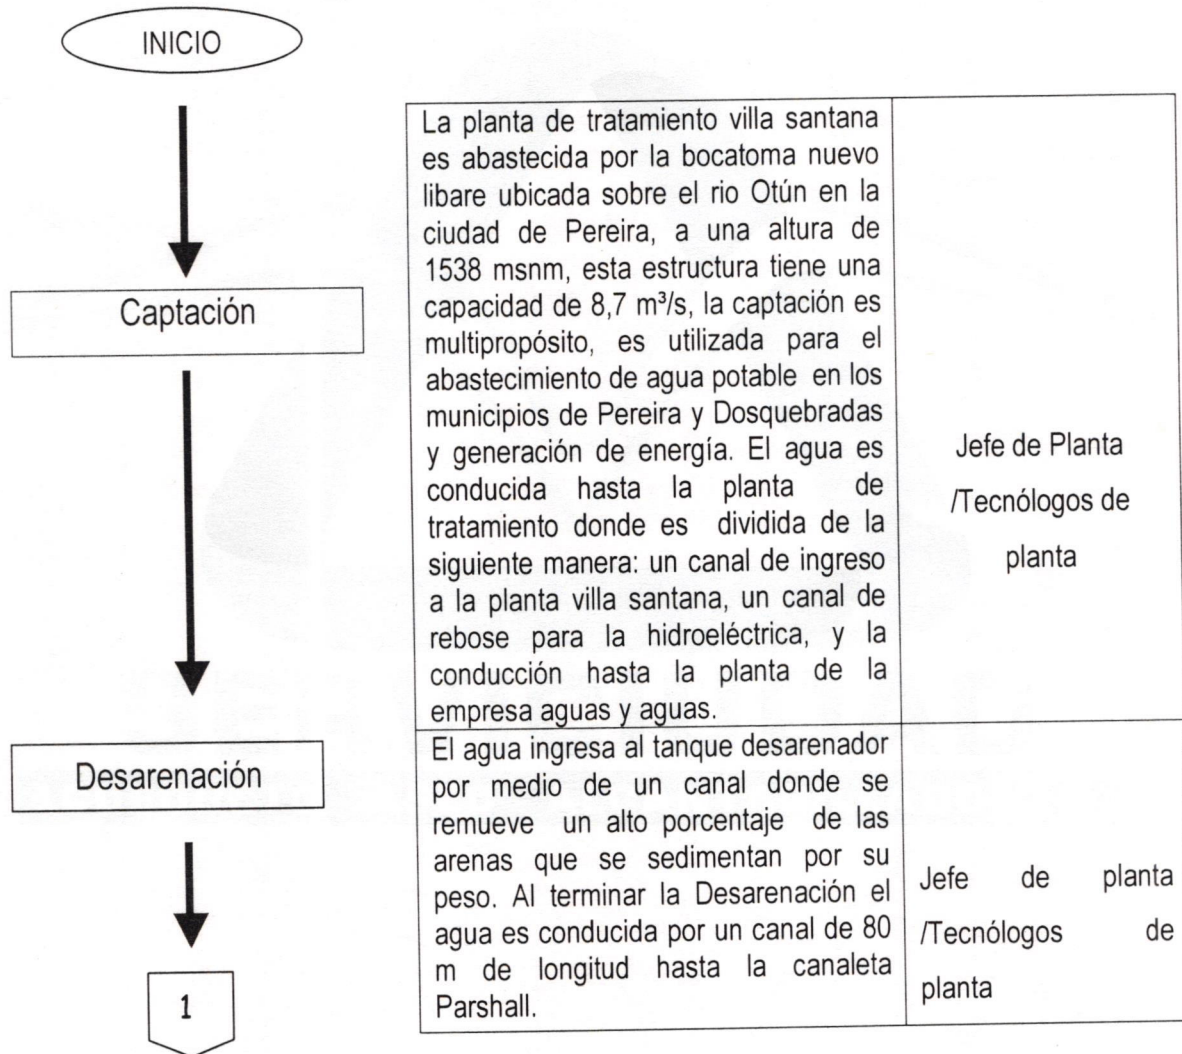 INICIO
Captación
La planta de tratamiento villa santana
es abastecida por la bocatoma nuevo
libare ubicada sobre el rio Otún en la
ciudad de Pereira, a una altura de
1538 msnm, esta estructura tiene una
capacidad de 8,7 m³/s, la captación es
multipropósito, es utilizada para el
abastecimiento de agua potable en los
municipios de Pereira y Dosquebradas
y generación de energía. El agua es
conducida hasta la planta de
tratamiento donde es dividida de la
siguiente manera: un canal de ingreso
a la planta villa santana, un canal de
rebose para la hidroeléctrica, y la
conducción hasta la planta de la
empresa aguas y aguas.
Jefe de Planta
/Tecnólogos de
planta
Desarenación
El agua ingresa al tanque desarenador
por medio de un canal donde se
remueve un alto porcentaje de las
arenas que se sedimentan por su
peso. Al terminar la Desarenación el
agua es conducida por un canal de 80
m de longitud hasta la canaleta
Parshall.
Jefe de planta
/Tecnólogos de
planta
1